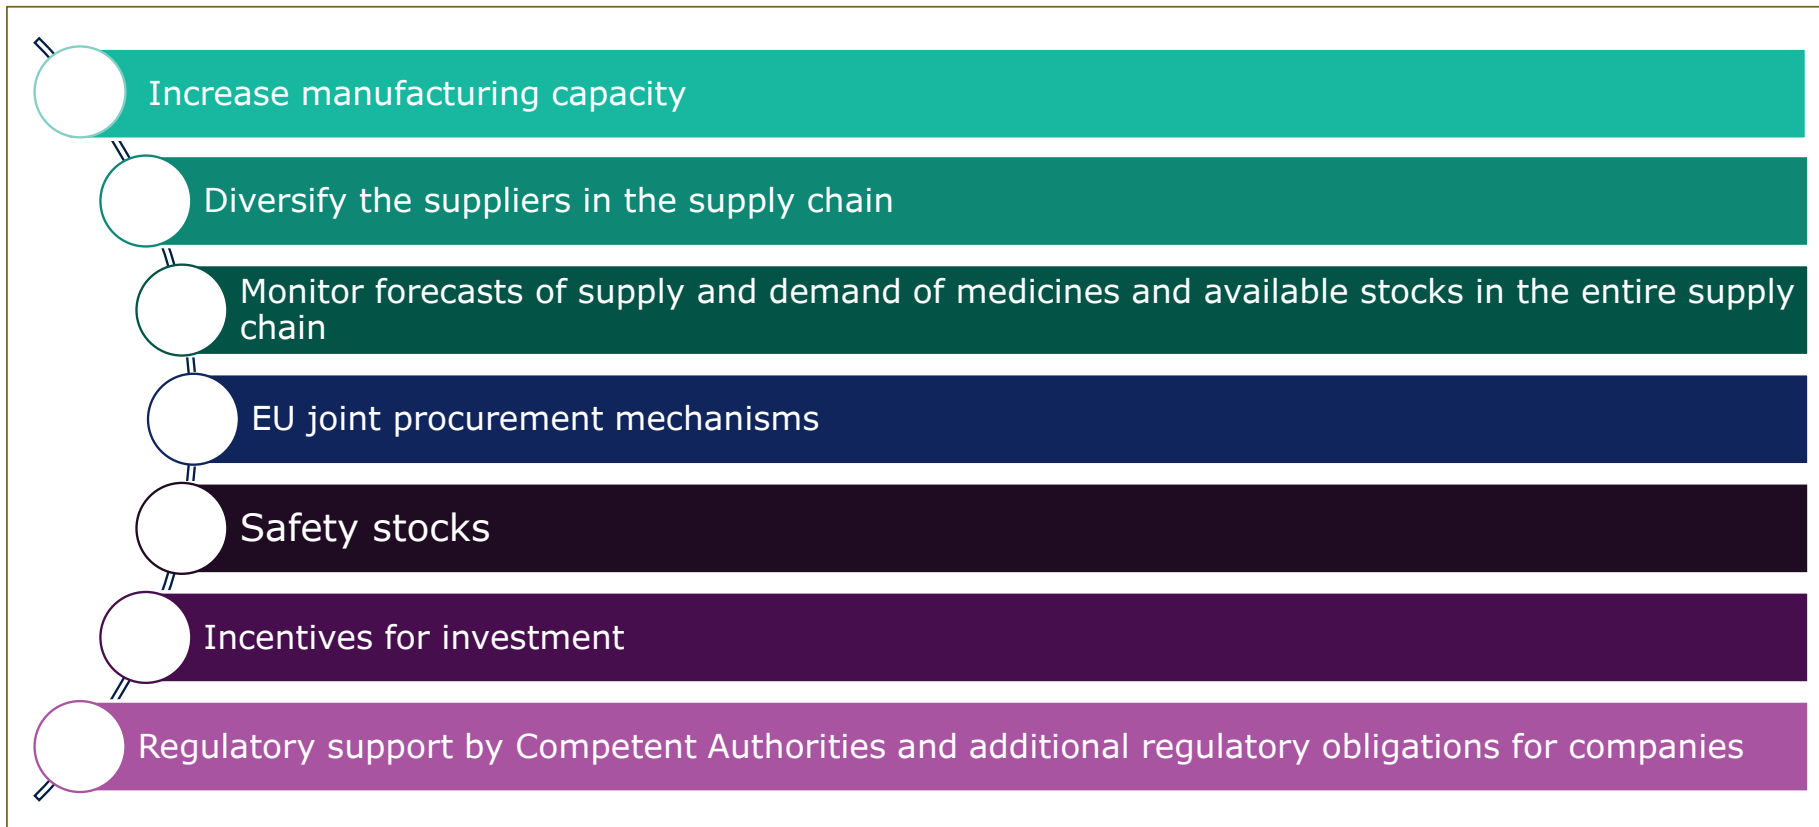 Increase manufacturing capacity
Diversify the suppliers in the supply chain
Monitor forecasts of supply and demand of medicines and available stocks in the entire supply
chain
EU joint procurement mechanisms
Safety stocks
Incentives for investment
Regulatory support by Competent Authorities and additional regulatory obligations for companies